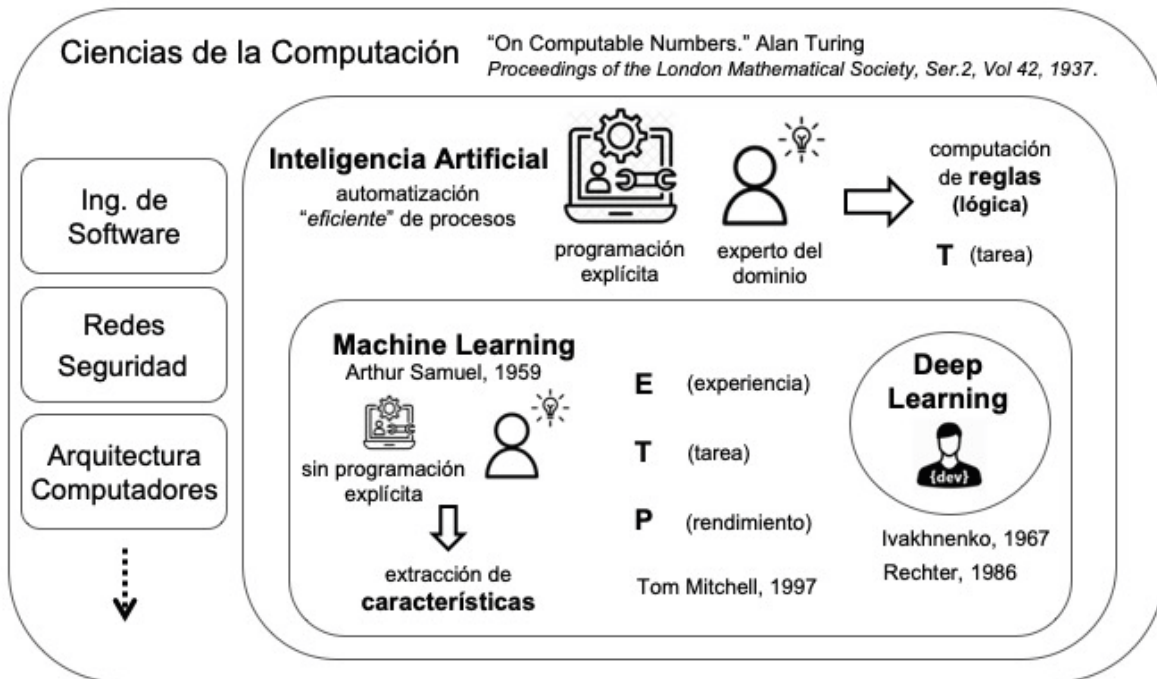 Ciencias de la Computación
“On Computable Numbers.” Alan Turing
Proceedings of the London Mathematical Society, Ser.2, Vol 42, 1937.
Ing. de
Software
Redes
Seguridad
Arquitectura
Computadores
Inteligencia Artificial
automatización
“eficiente” de procesos
programación
explícita
experto del
dominio
computación
de reglas
(lógica)
T (tarea)
Machine Learning
Arthur Samuel, 1959
sin programación
explícita
extracción de
características
E (experiencia)
T (tarea)
P (rendimiento)
Tom Mitchell, 1997
Deep
Learning
{dev}
Ivakhnenko, 1967
Rechter, 1986